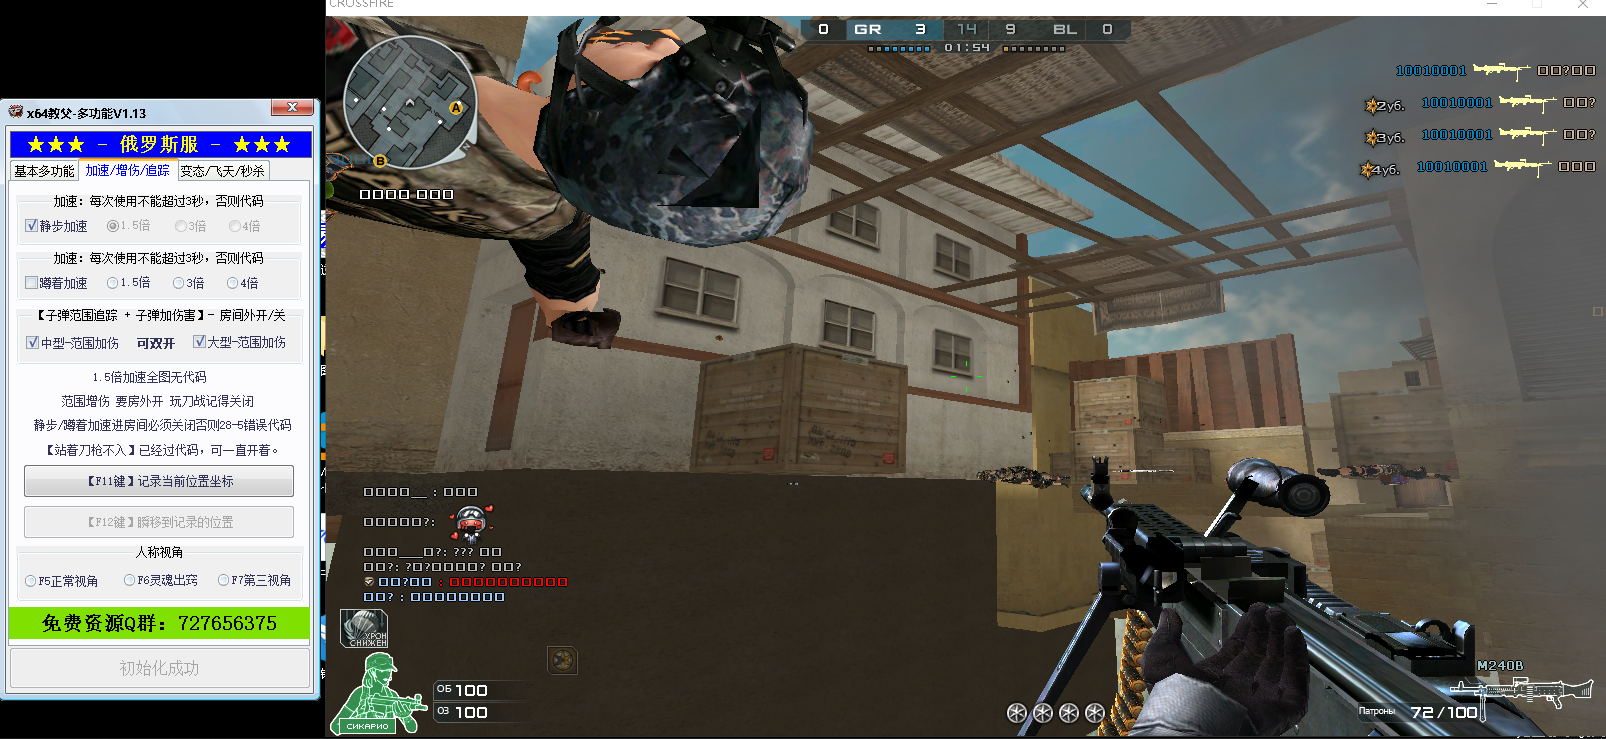 CROSSFIRE
x64教父-多功能V1.13
★★★ - 俄罗斯服 - ★★★
基本多功能 加速/增伤/追踪 变态/飞天/秒杀
加速: 每次使用不能超过3秒, 否则代码
静步加速 1.5倍 3倍 4倍
加速: 每次使用不能超过3秒, 否则代码
蹲着加速 1.5倍 3倍 4倍
【子弹范围追踪 + 子弹加伤害】- 房间外开/关
中型-范围加伤 可双开 大型-范围加伤
1.5倍加速全图无代码
范围增伤 要房外开 玩刀战记得关闭
静步/蹲着加速进房间必须关闭否则28-5错误代码
【站着刀枪不入】已经过代码，可一直开着。
【F11键】记录当前位置坐标
【F12键】瞬移到记录的位置
人称视角
F5正常视角 F6灵魂出窍 F7第三视角
免费资源Q群: 727656375
初始化成功
0 GR 3 14 9 BL 0
01:54
A
B
N
10010001 □□?□□
2уб. 10010001 □□?
3уб. 10010001 □□?
4уб. 10010001 □□□
□□□□ □□□
□□□□__ : □□□
□□□□□?:
□□□___□?: ??? □□
□□?: ?□?□□□□? □□?
□□?□□ : □□□□□□□□□□
□□? : □□□□□□□□
УРОН
СНИЖЕН
СИКАРИО
ОБ 100
ОЗ 100
M240B
Патроны 72/100